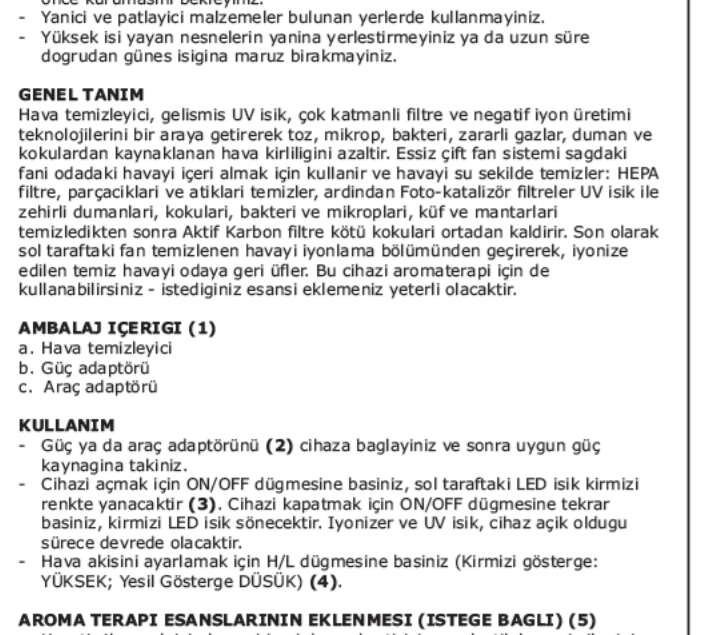 önce kurumasini bekleyiniz.
- Yanici ve patlayici malzemeler bulunan yerlerde kullanmayiniz.
- Yüksek isi yayan nesnelerin yanina yerlestirmeyiniz ya da uzun süre
dogrudan günes isigina maruz birakmayiniz.
GENEL TANIM
Hava temizleyici, gelismis UV isik, çok katmanli filtre ve negatif iyon üretimi
teknolojilerini bir araya getirerek toz, mikrop, bakteri, zararli gazlar, duman ve
kokulardan kaynaklanan hava kirliligini azaltir. Essiz çift fan sistemi sagdaki
fani odadaki havayi içeri almak için kullanir ve havayi su sekilde temizler: HEPA
filtre, parçaciklari ve atiklari temizler, ardindan Foto-katalizör filtreler UV isik ile
zehirli dumanlari, kokulari, bakteri ve mikroplari, küf ve mantarlari
temizledikten sonra Aktif Karbon filtre kötü kokulari ortadan kaldirir. Son olarak
sol taraftaki fan temizlenen havayi iyonlama bölümünden geçirerek, iyonize
edilen temiz havayi odaya geri üfler. Bu cihazi aromaterapi için de
kullanabilirsiniz - istediginiz esansi eklemeniz yeterli olacaktir.
AMBALAJ IÇERIGI (1)
a. Hava temizleyici
b. Güç adaptörü
c. Araç adaptörü
KULLANIM
- Güç ya da araç adaptörünü (2) cihaza baglayiniz ve sonra uygun güç
kaynagina takiniz.
- Cihazi açmak için ON/OFF dügmesine basiniz, sol taraftaki LED isik kirmizi
renkte yanacaktir (3). Cihazi kapatmak için ON/OFF dügmesine tekrar
basiniz, kirmizi LED isik sönecektir. Iyonizer ve UV isik, cihaz açik oldugu
sürece devrede olacaktir.
- Hava akisini ayarlamak için H/L dügmesine basiniz (Kirmizi gösterge:
YÜKSEK; Yesil Gösterge DÜSÜK) (4).
AROMA TERAPI ESANSLARININ EKLENMESI (ISTEGE BAGLI) (5)